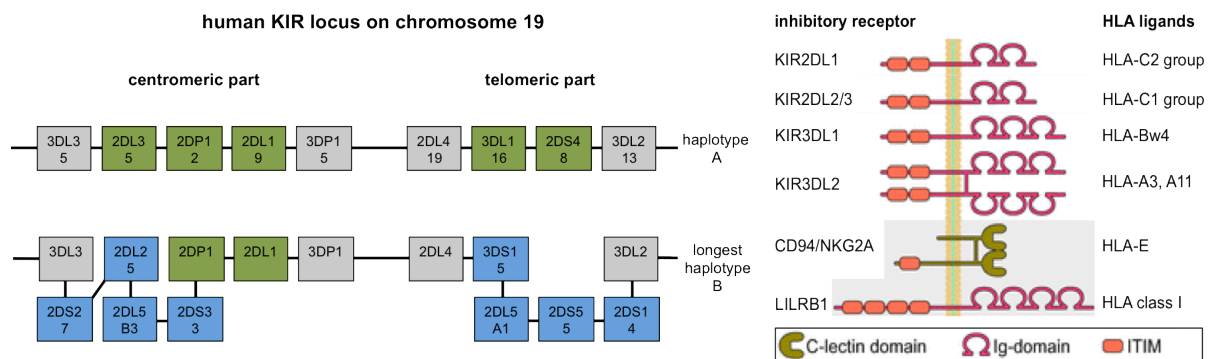 human KIR locus on chromosome 19
centromeric part
telomeric part
3DL3
5
2DL3
5
2DP1
2
2DL1
9
3DP1
5
2DL4
19
3DL1
16
2DS4
8
3DL2
13
haplotype
A
3DL3
2DL2
5
2DP1
2DL1
3DP1
2DL4
3DS1
5
3DL2
longest
haplotype
B
2DS2
7
2DL5
B3
2DS3
3
2DL5
A1
2DS5
5
2DS1
4
inhibitory receptor
HLA ligands
KIR2DL1
HLA-C2 group
KIR2DL2/3
HLA-C1 group
KIR3DL1
HLA-Bw4
KIR3DL2
HLA-A3, A11
CD94/NKG2A
HLA-E
LILRB1
HLA class I
C-lectin domain
Ig-domain
ITIM